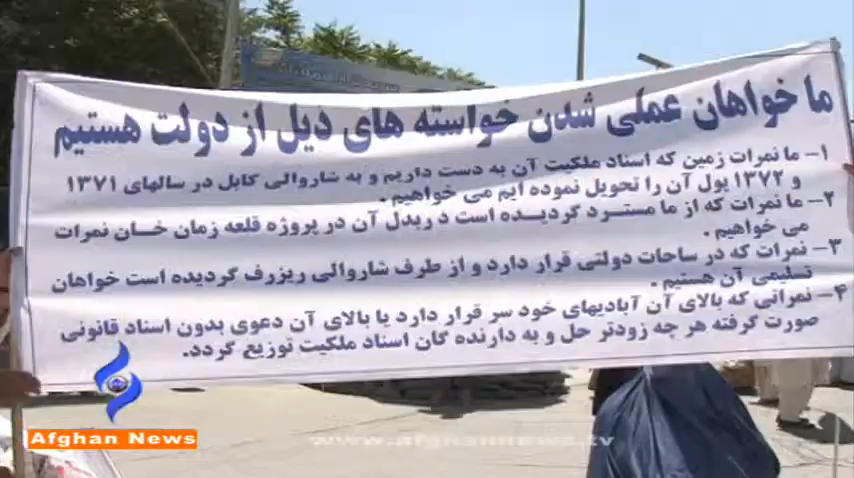 ما خواهان عملی شدن خواسته های ذیل از دولت هستیم
۱- ما نمرات زمین که اسناد ملکیت آن به دست داریم و به شاروالی کابل در سالهای ۱۳۷۱
و ۱۳۷۲ پول آن را تحویل نموده ایم می خواهیم.
۲- ما نمرات که از ما مسترد گردیده است در بدل آن در پروژه قلعه زمان خان نمرات
می خواهیم.
۳- نمرات که در ساحات دولتی قرار دارد و از طرف شاروالی ریزرف گردیده است خواهان
تسلیمی آن هستیم.
۴- نمراتی که بالای آن آبادیهای خود سر قرار دارد یا بالای آن دعوی بدون اسناد قانونی
صورت گرفته هر چه زودتر حل و به دارنده گان اسناد ملکیت توزیع گردد.
Afghan News
www.afghannews.tv